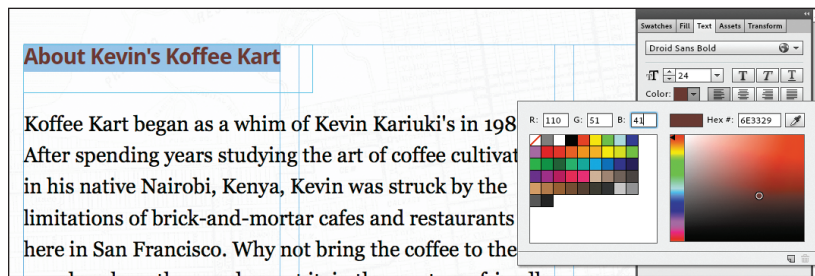 Swatches Fill Text Assets Transform
Droid Sans Bold
24
Color:
R: 110 G: 51 B: 41 Hex #: 6E3329
About Kevin's Koffee Kart
Koffee Kart began as a whim of Kevin Kariuki's in 198
After spending years studying the art of coffee cultivat
in his native Nairobi, Kenya, Kevin was struck by the
limitations of brick-and-mortar cafes and restaurants
here in San Francisco. Why not bring the coffee to the